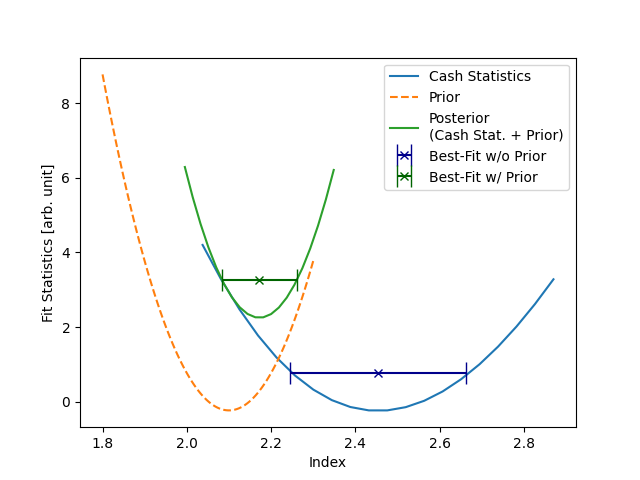 Cash Statistics
Prior
Posterior
(Cash Stat. + Prior)
Best-Fit w/o Prior
Best-Fit w/ Prior
Fit Statistics [arb. unit]
8
6
4
2
0
1.8 2.0 2.2 2.4 2.6 2.8
Index